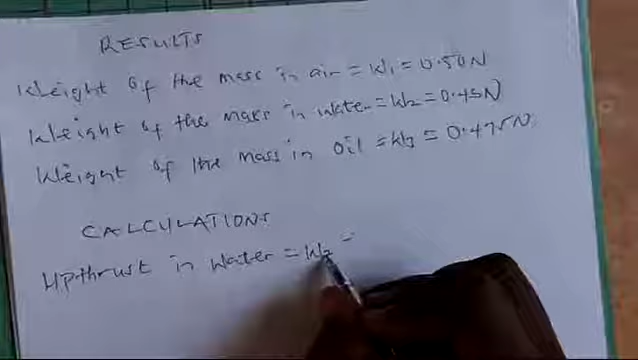 RESULTS
Weight of the mass in air = W1 = 0.50N
Weight of the mass in water = W2 = 0.45N
Weight of the mass in oil = W3 = 0.475N
CALCULATIONS
Upthrust in water = W2 -